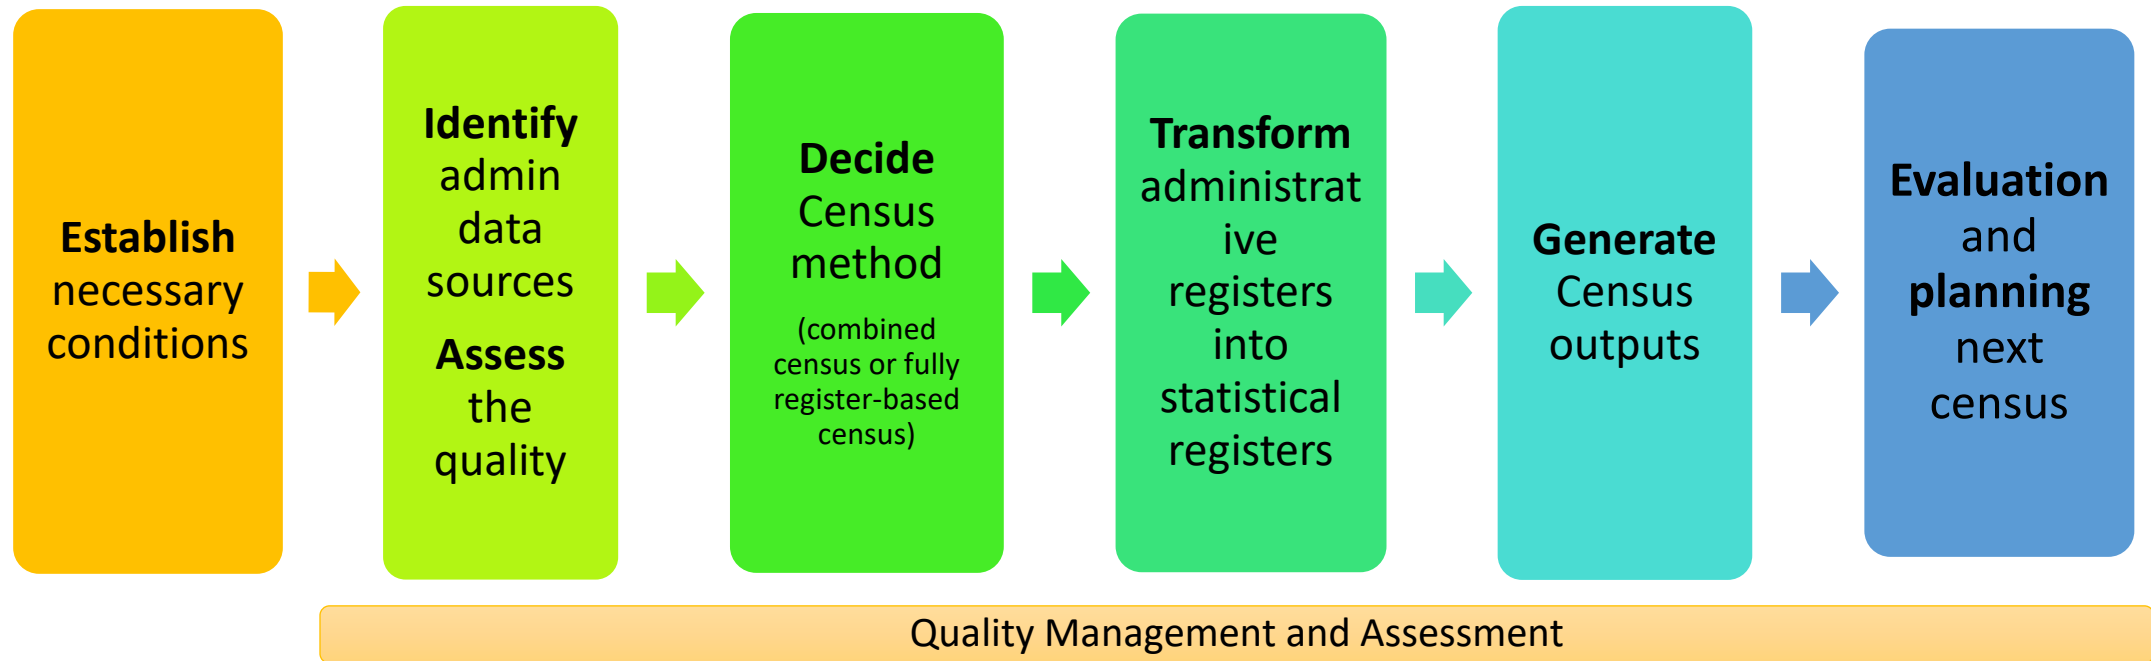 Establish
necessary
conditions
Identify
admin
data
sources
Assess
the
quality
Decide
Census
method
(combined
census or fully
register-based
census)
Transform
administrat
ive
registers
into
statistical
registers
Generate
Census
outputs
Evaluation
and
planning
next
census
Quality Management and Assessment